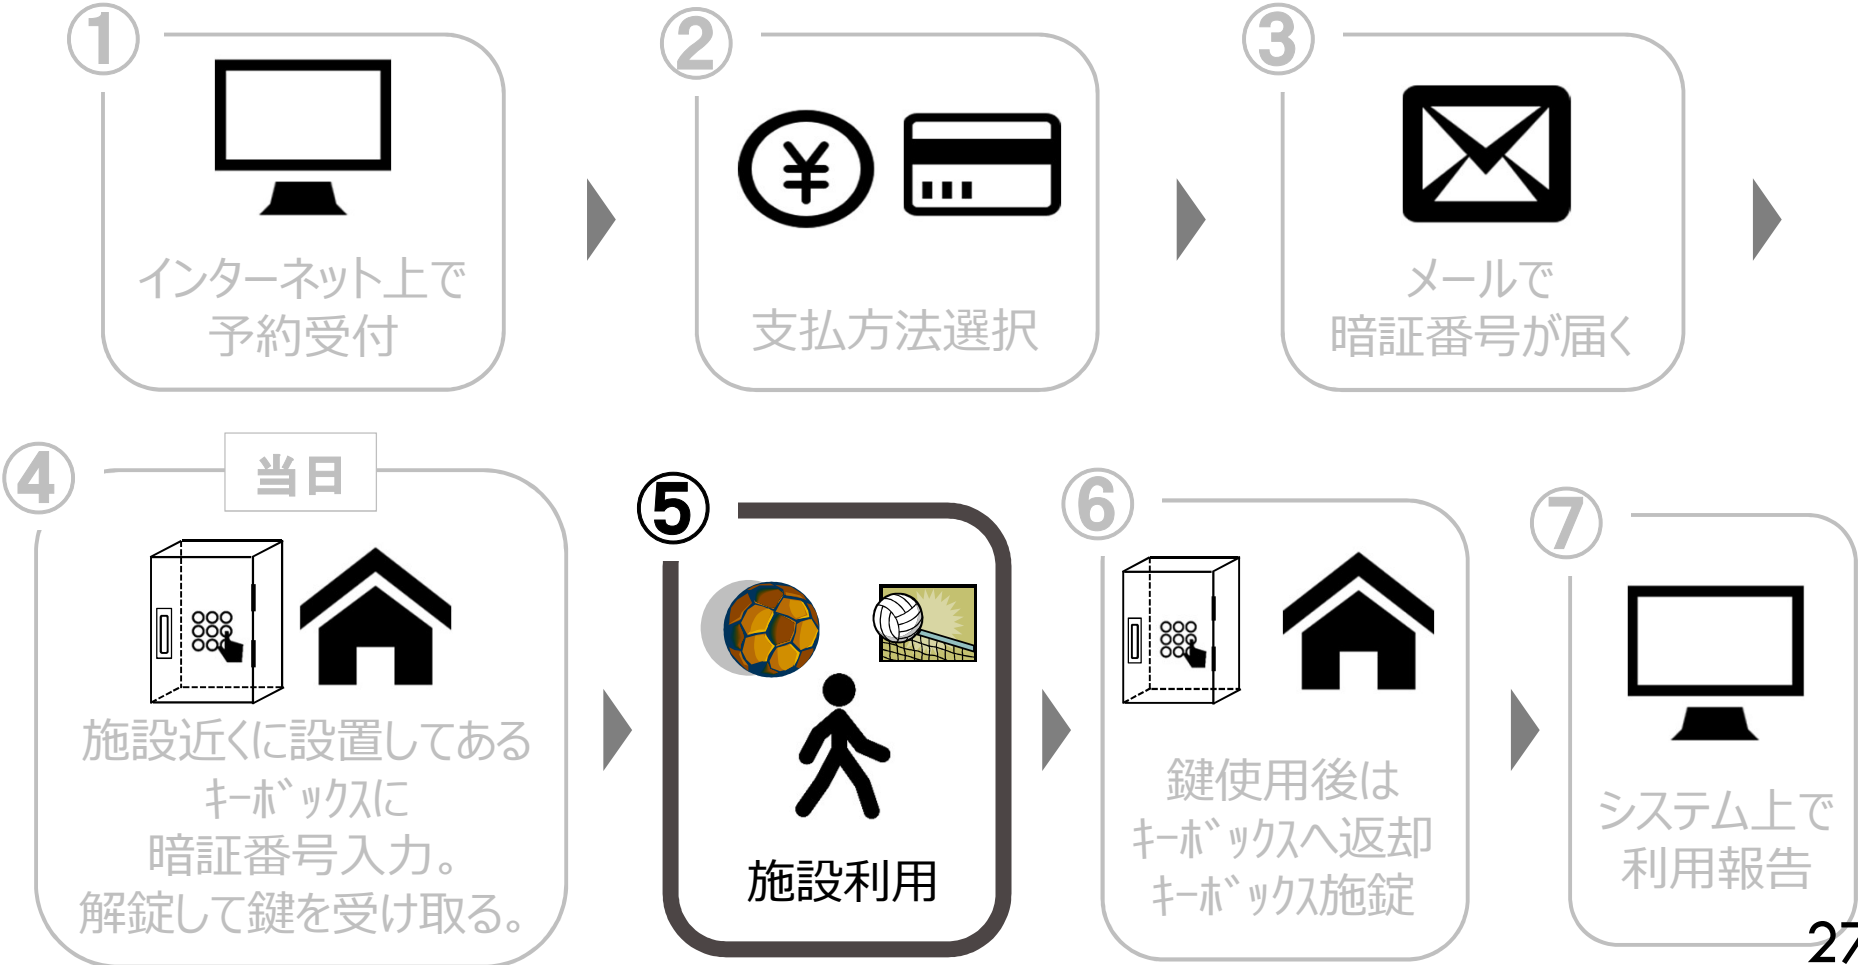 ①
インターネット上で
予約受付
②
¥
支払方法選択
③
メールで
暗証番号が届く
④
当日
施設近くに設置してある
ｷｰﾎﾞｯｸｽに
暗証番号入力。
解錠して鍵を受け取る。
⑤
施設利用
⑥
鍵使用後は
ｷｰﾎﾞｯｸｽへ返却
ｷｰﾎﾞｯｸｽ施錠
⑦
システム上で
利用報告
27